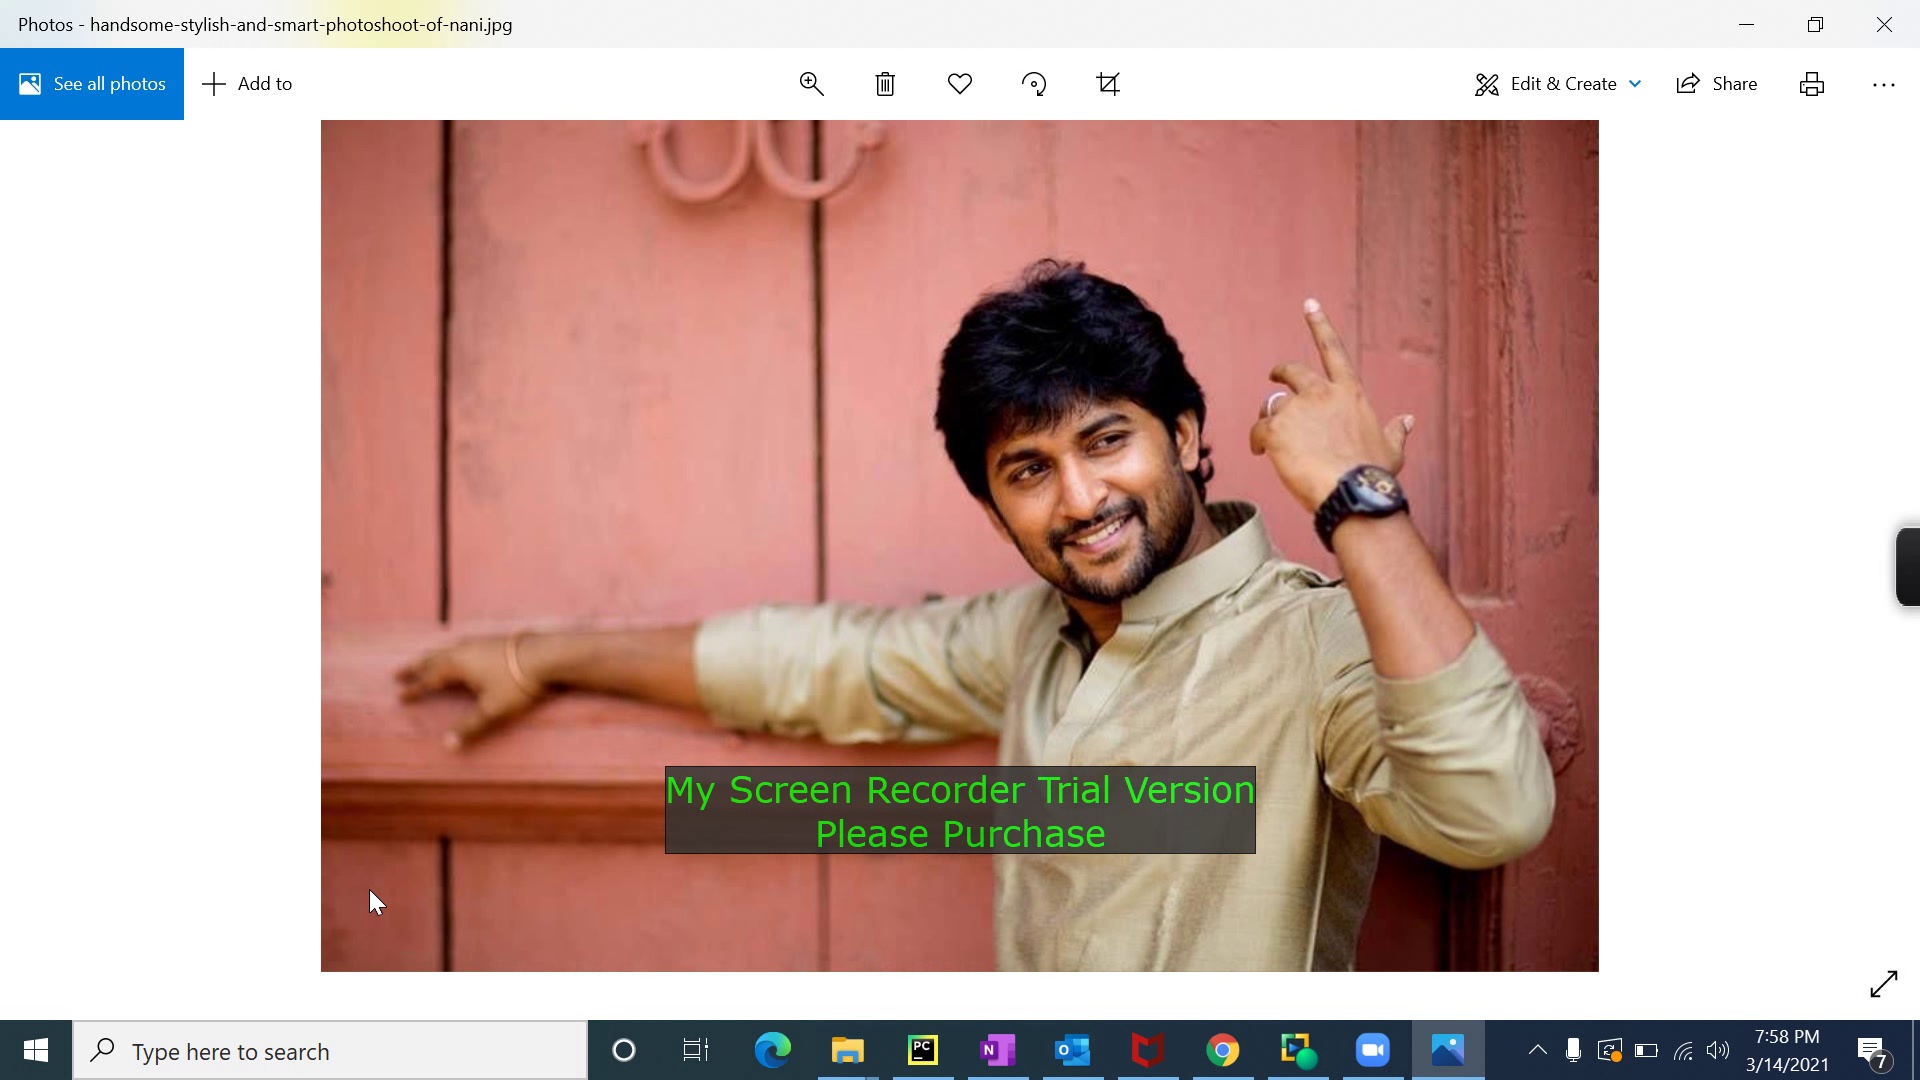 Photos - handsome-stylish-and-smart-photoshoot-of-nani.jpg
See all photos
Add to
Edit & Create
Share
My Screen Recorder Trial Version
Please Purchase
Type here to search
PC
N
O
7:58 PM
3/14/2021
7